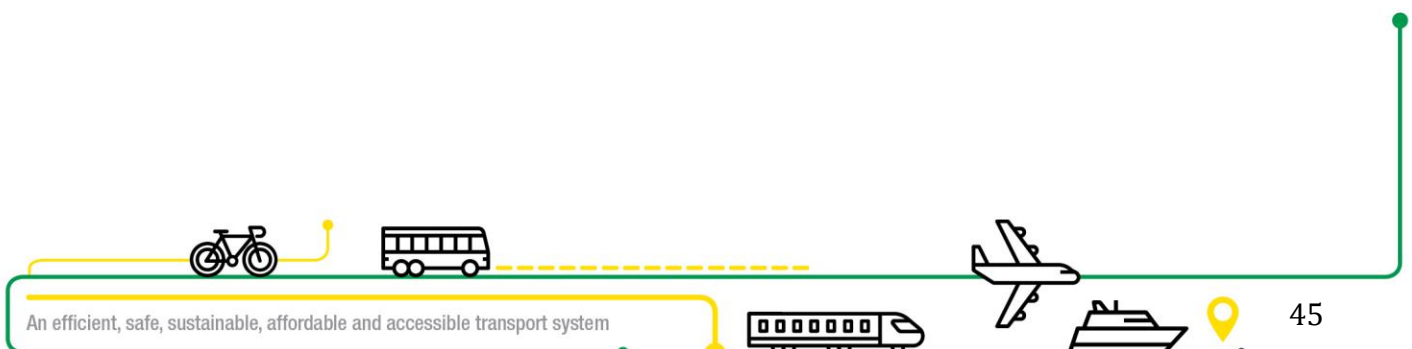 An efficient, safe, sustainable, affordable and accessible transport system
45